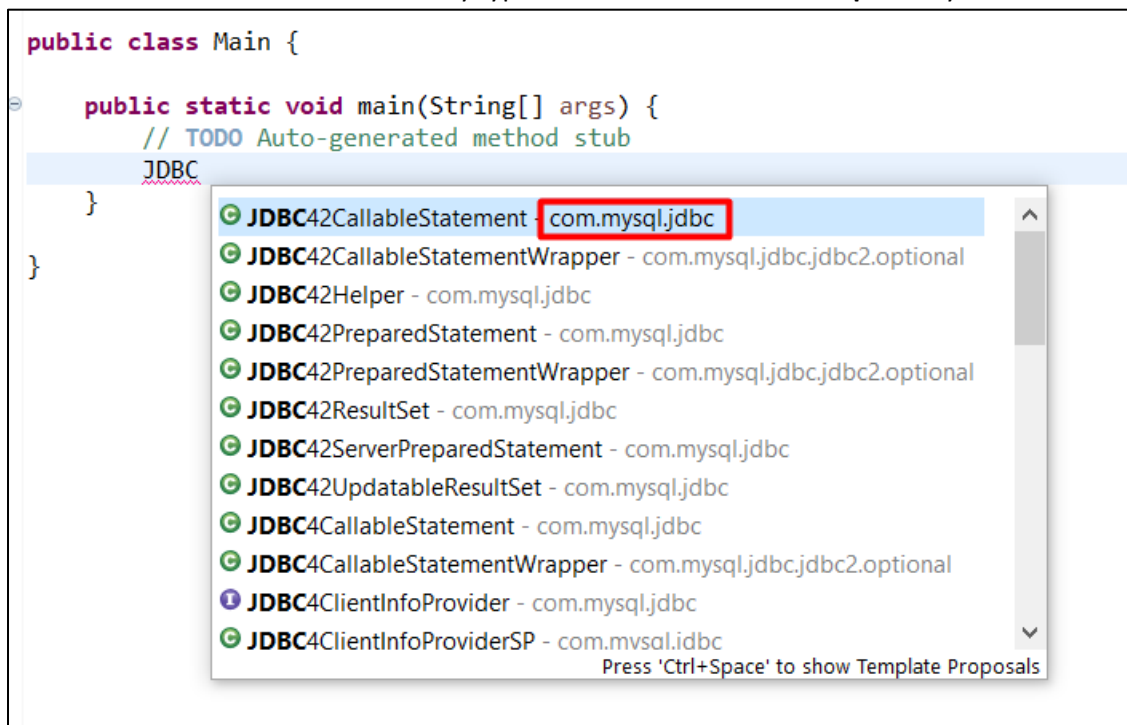 public class Main {
public static void main(String[] args) {
// TODO Auto-generated method stub
JDBC
}
}
JDBC42CallableStatement - com.mysql.jdbc
JDBC42CallableStatementWrapper - com.mysql.jdbc.jdbc2.optional
JDBC42Helper - com.mysql.jdbc
JDBC42PreparedStatement - com.mysql.jdbc
JDBC42PreparedStatementWrapper - com.mysql.jdbc.jdbc2.optional
JDBC42ResultSet - com.mysql.jdbc
JDBC42ServerPreparedStatement - com.mysql.jdbc
JDBC42UpdatableResultSet - com.mysql.jdbc
JDBC4CallableStatement - com.mysql.jdbc
JDBC4CallableStatementWrapper - com.mysql.jdbc.jdbc2.optional
JDBC4ClientInfoProvider - com.mysql.jdbc
JDBC4ClientInfoProviderSP - com.mysql.jdbc
Press 'Ctrl+Space' to show Template Proposals